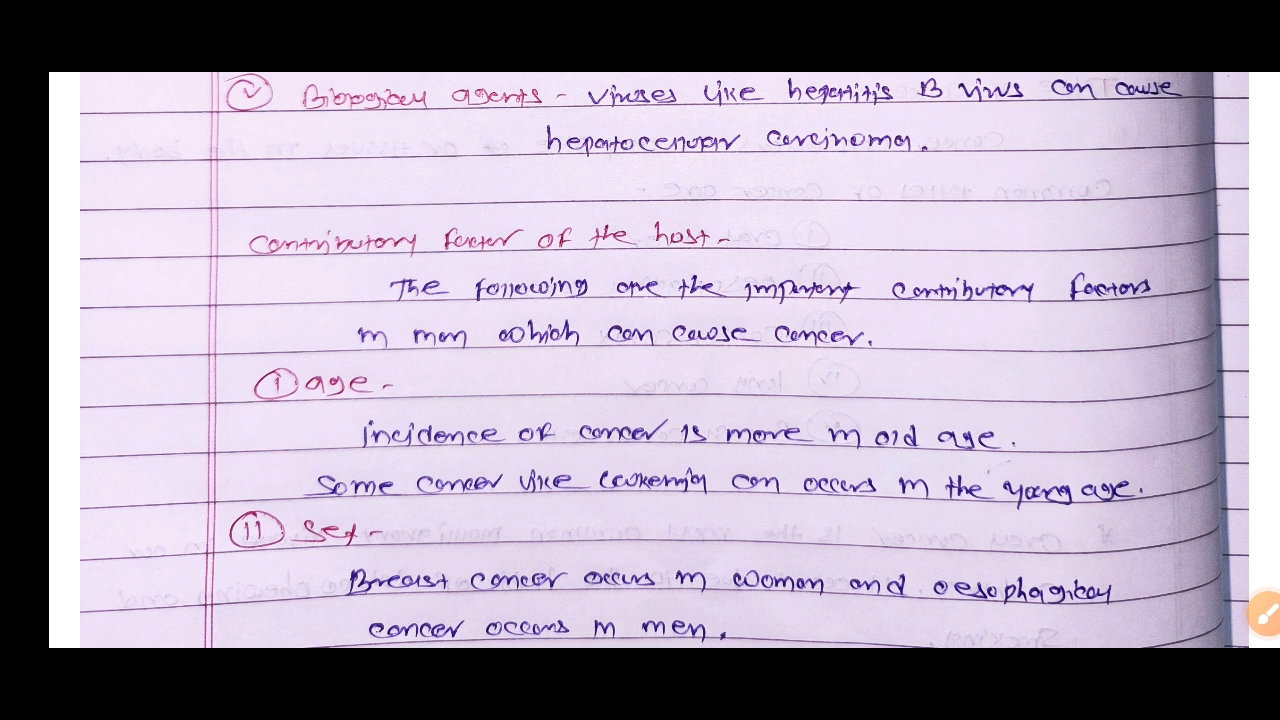 (v) Biological agents - viruses like hepatitis B virus can cause
hepatocellular carcinoma.
Contributory factor of the host -
The following are the important contributory factors
in man which can cause cancer.
(i) age -
incidence of cancer is more in old age.
Some cancer like leukemia can occurs in the young age.
(ii) Sex -
Breast cancer occurs in woman and oesophagical
cancer occurs in men.